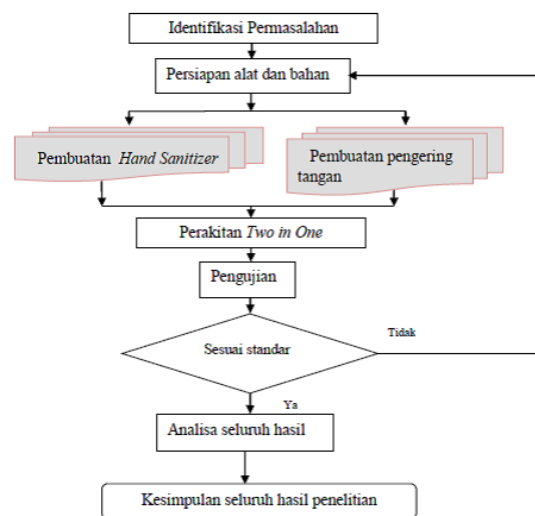 Identifikasi Permasalahan
Persiapan alat dan bahan
Pembuatan Hand Sanitizer
Pembuatan pengering
tangan
Perakitan Two in One
Pengujian
Sesuai standar
Tidak
Ya
Analisa seluruh hasil
Kesimpulan seluruh hasil penelitian